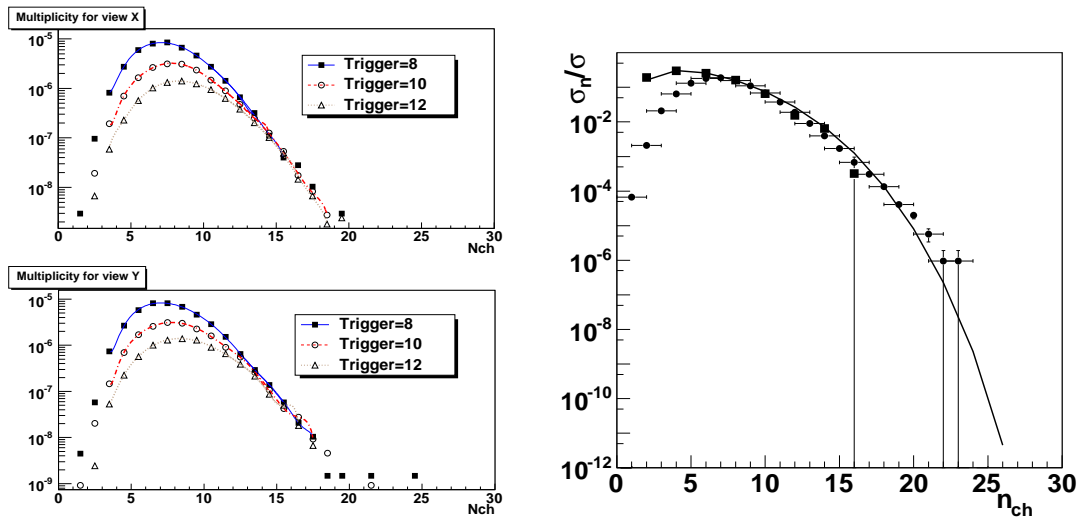 Multiplicity for view X
10⁻⁵
10⁻⁶
10⁻⁷
10⁻⁸
Trigger=8
Trigger=10
Trigger=12
0 5 10 15 20 25 30
Nch
Multiplicity for view Y
10⁻⁵
10⁻⁶
10⁻⁷
10⁻⁸
10⁻⁹
Trigger=8
Trigger=10
Trigger=12
0 5 10 15 20 25 30
Nch
σₙ/σ
10⁻²
10⁻⁴
10⁻⁶
10⁻⁸
10⁻¹⁰
10⁻¹²
0 5 10 15 20 25 30
n_ch